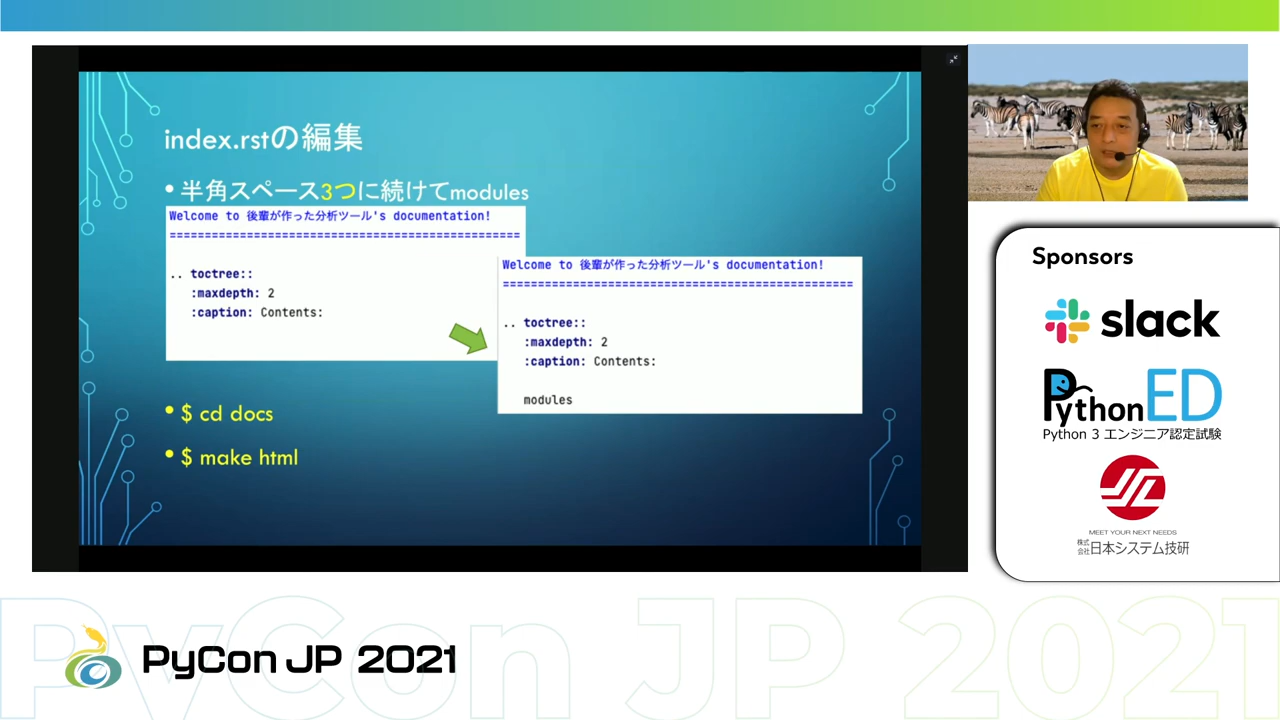 index.rstの編集
• 半角スペース3つに続けてmodules
Welcome to 後輩が作った分析ツール's documentation!
==================================================
.. toctree::
:maxdepth: 2
:caption: Contents:
Welcome to 後輩が作った分析ツール's documentation!
==================================================
.. toctree::
:maxdepth: 2
:caption: Contents:
modules
• $ cd docs
• $ make html
Sponsors
slack
PythonED
Python 3 エンジニア認定試験
MEET YOUR NEXT NEEDS
株式会社日本システム技研
PyCon JP 2021
PyCon JP 2021